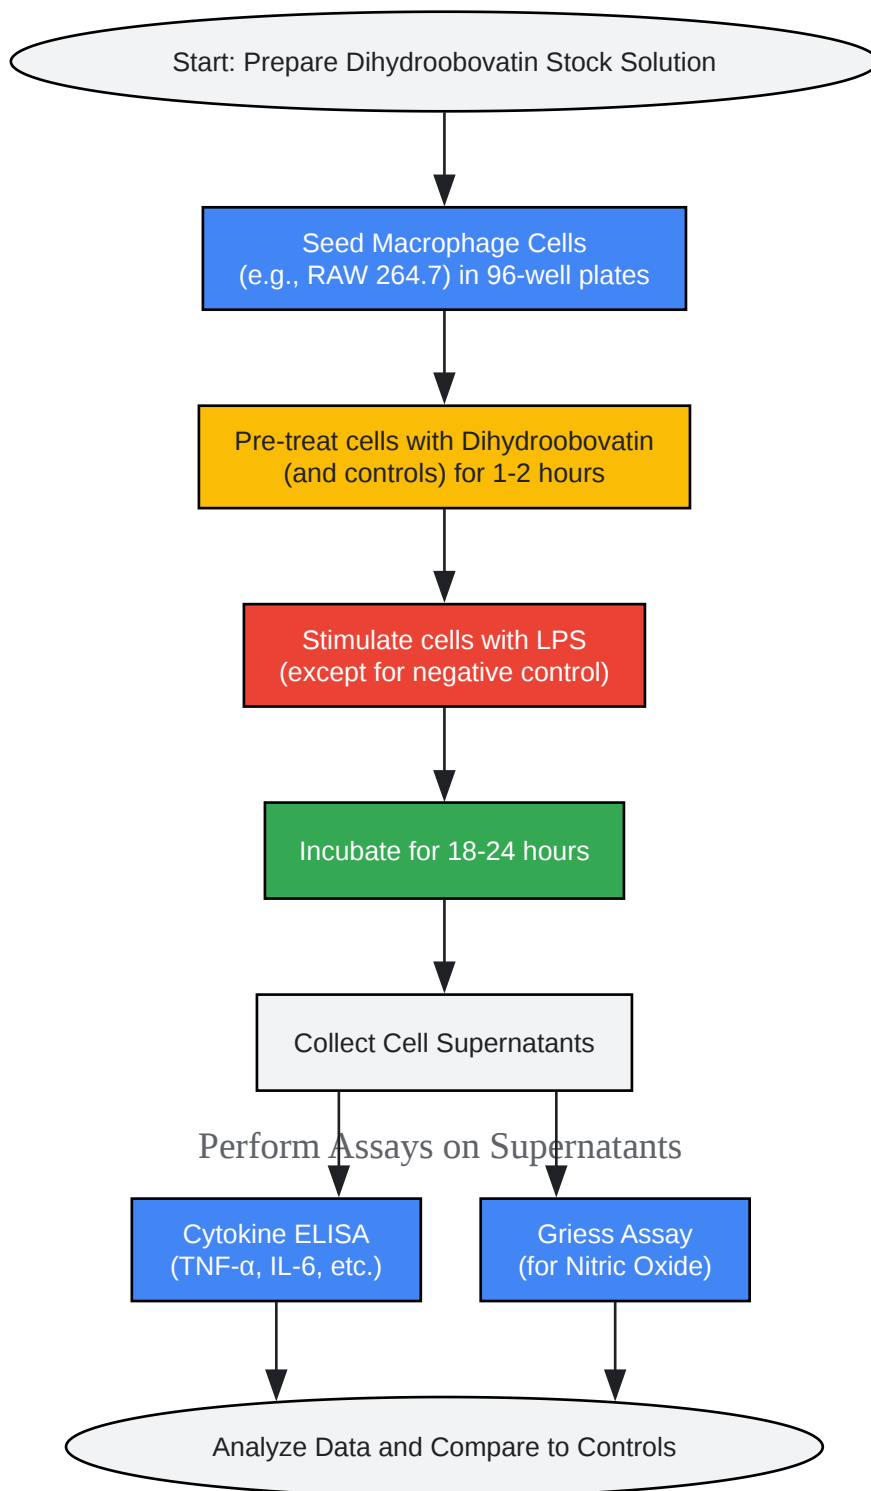 Start: Prepare Dihydroobovatin Stock Solution
Seed Macrophage Cells
(e.g., RAW 264.7) in 96-well plates
Pre-treat cells with Dihydroobovatin
(and controls) for 1-2 hours
Stimulate cells with LPS
(except for negative control)
Incubate for 18-24 hours
Collect Cell Supernatants
Perform Assays on Supernatants
Cytokine ELISA
(TNF-α, IL-6, etc.)
Griess Assay
(for Nitric Oxide)
Analyze Data and Compare to Controls